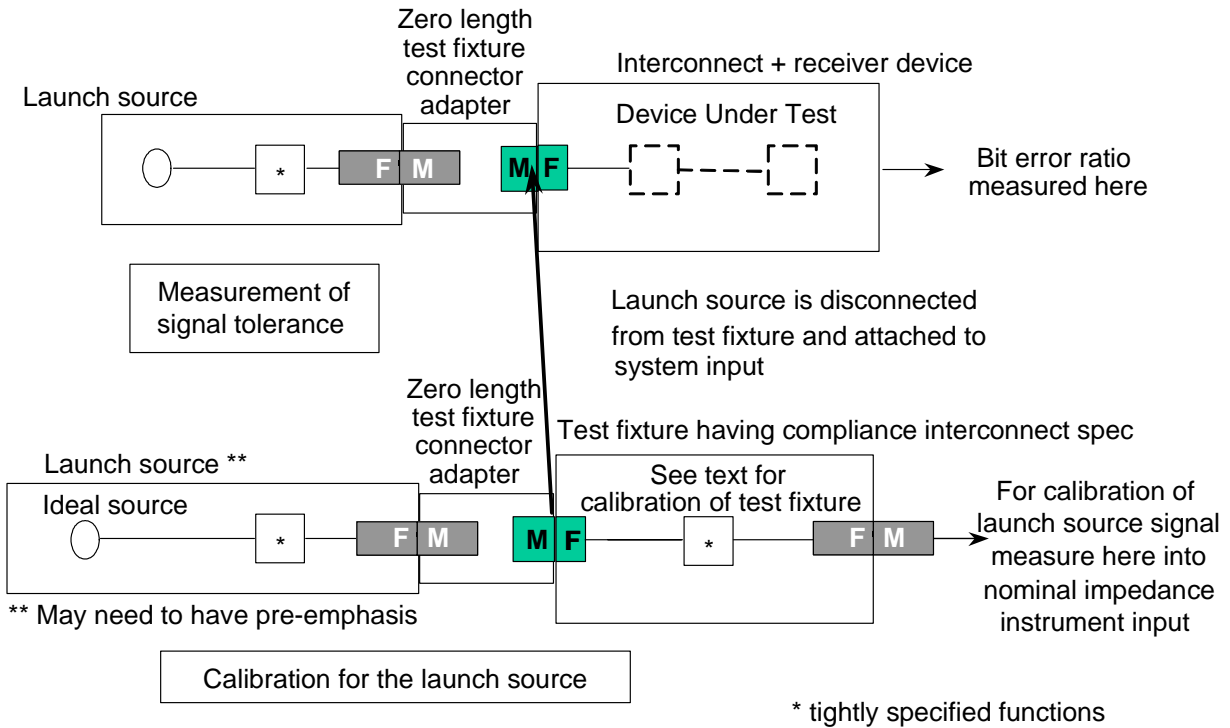 Zero length
test fixture
connector
adapter
Launch source
Interconnect + receiver device
Device Under Test
*
F M
M F
Bit error ratio
measured here
Measurement of
signal tolerance
Launch source is disconnected
from test fixture and attached to
system input
Zero length
test fixture
connector
adapter
Test fixture having compliance interconnect spec
Launch source **
Ideal source
See text for
calibration of test fixture
*
F M
M F
*
F M
For calibration of
launch source signal
measure here into
nominal impedance
instrument input
** May need to have pre-emphasis
Calibration for the launch source
* tightly specified functions